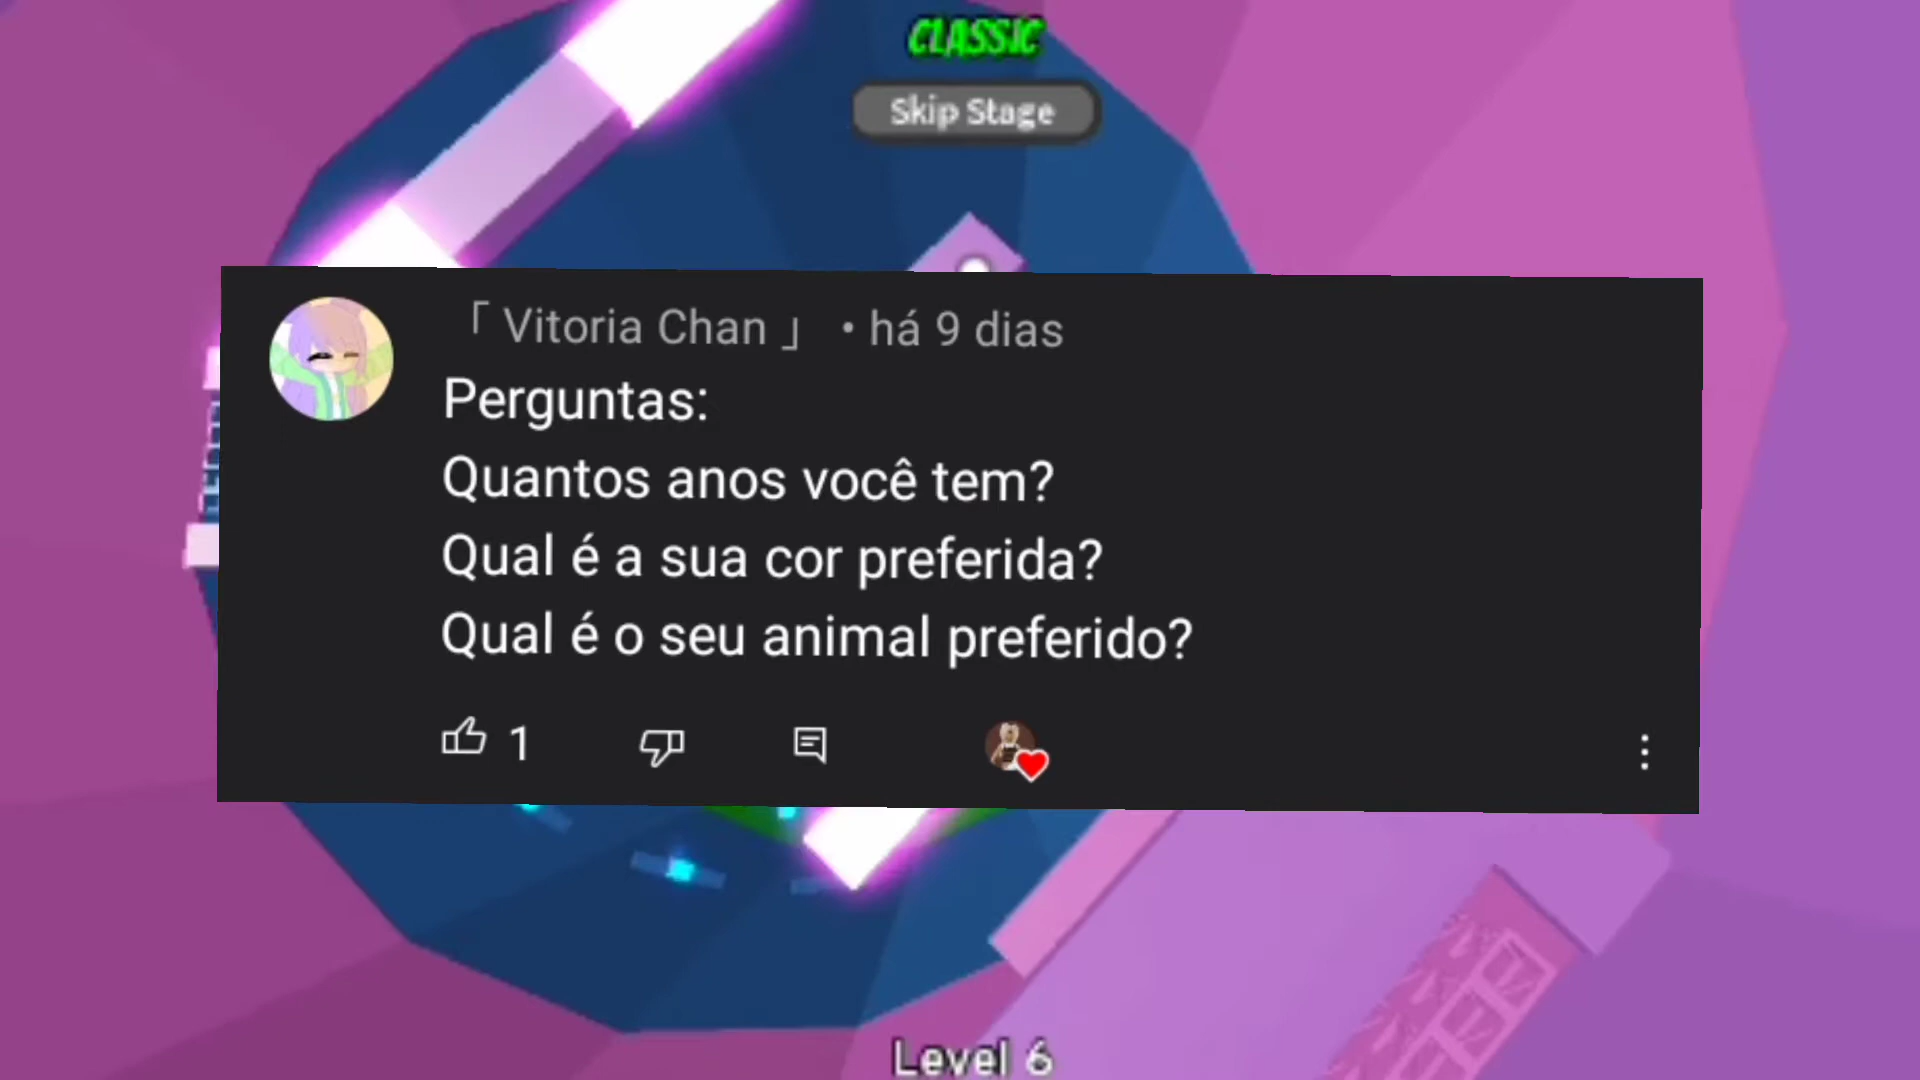 CLASSIC
Skip Stage
「 Vitoria Chan 」 • há 9 dias
Perguntas:
Quantos anos você tem?
Qual é a sua cor preferida?
Qual é o seu animal preferido?
1
Level 6